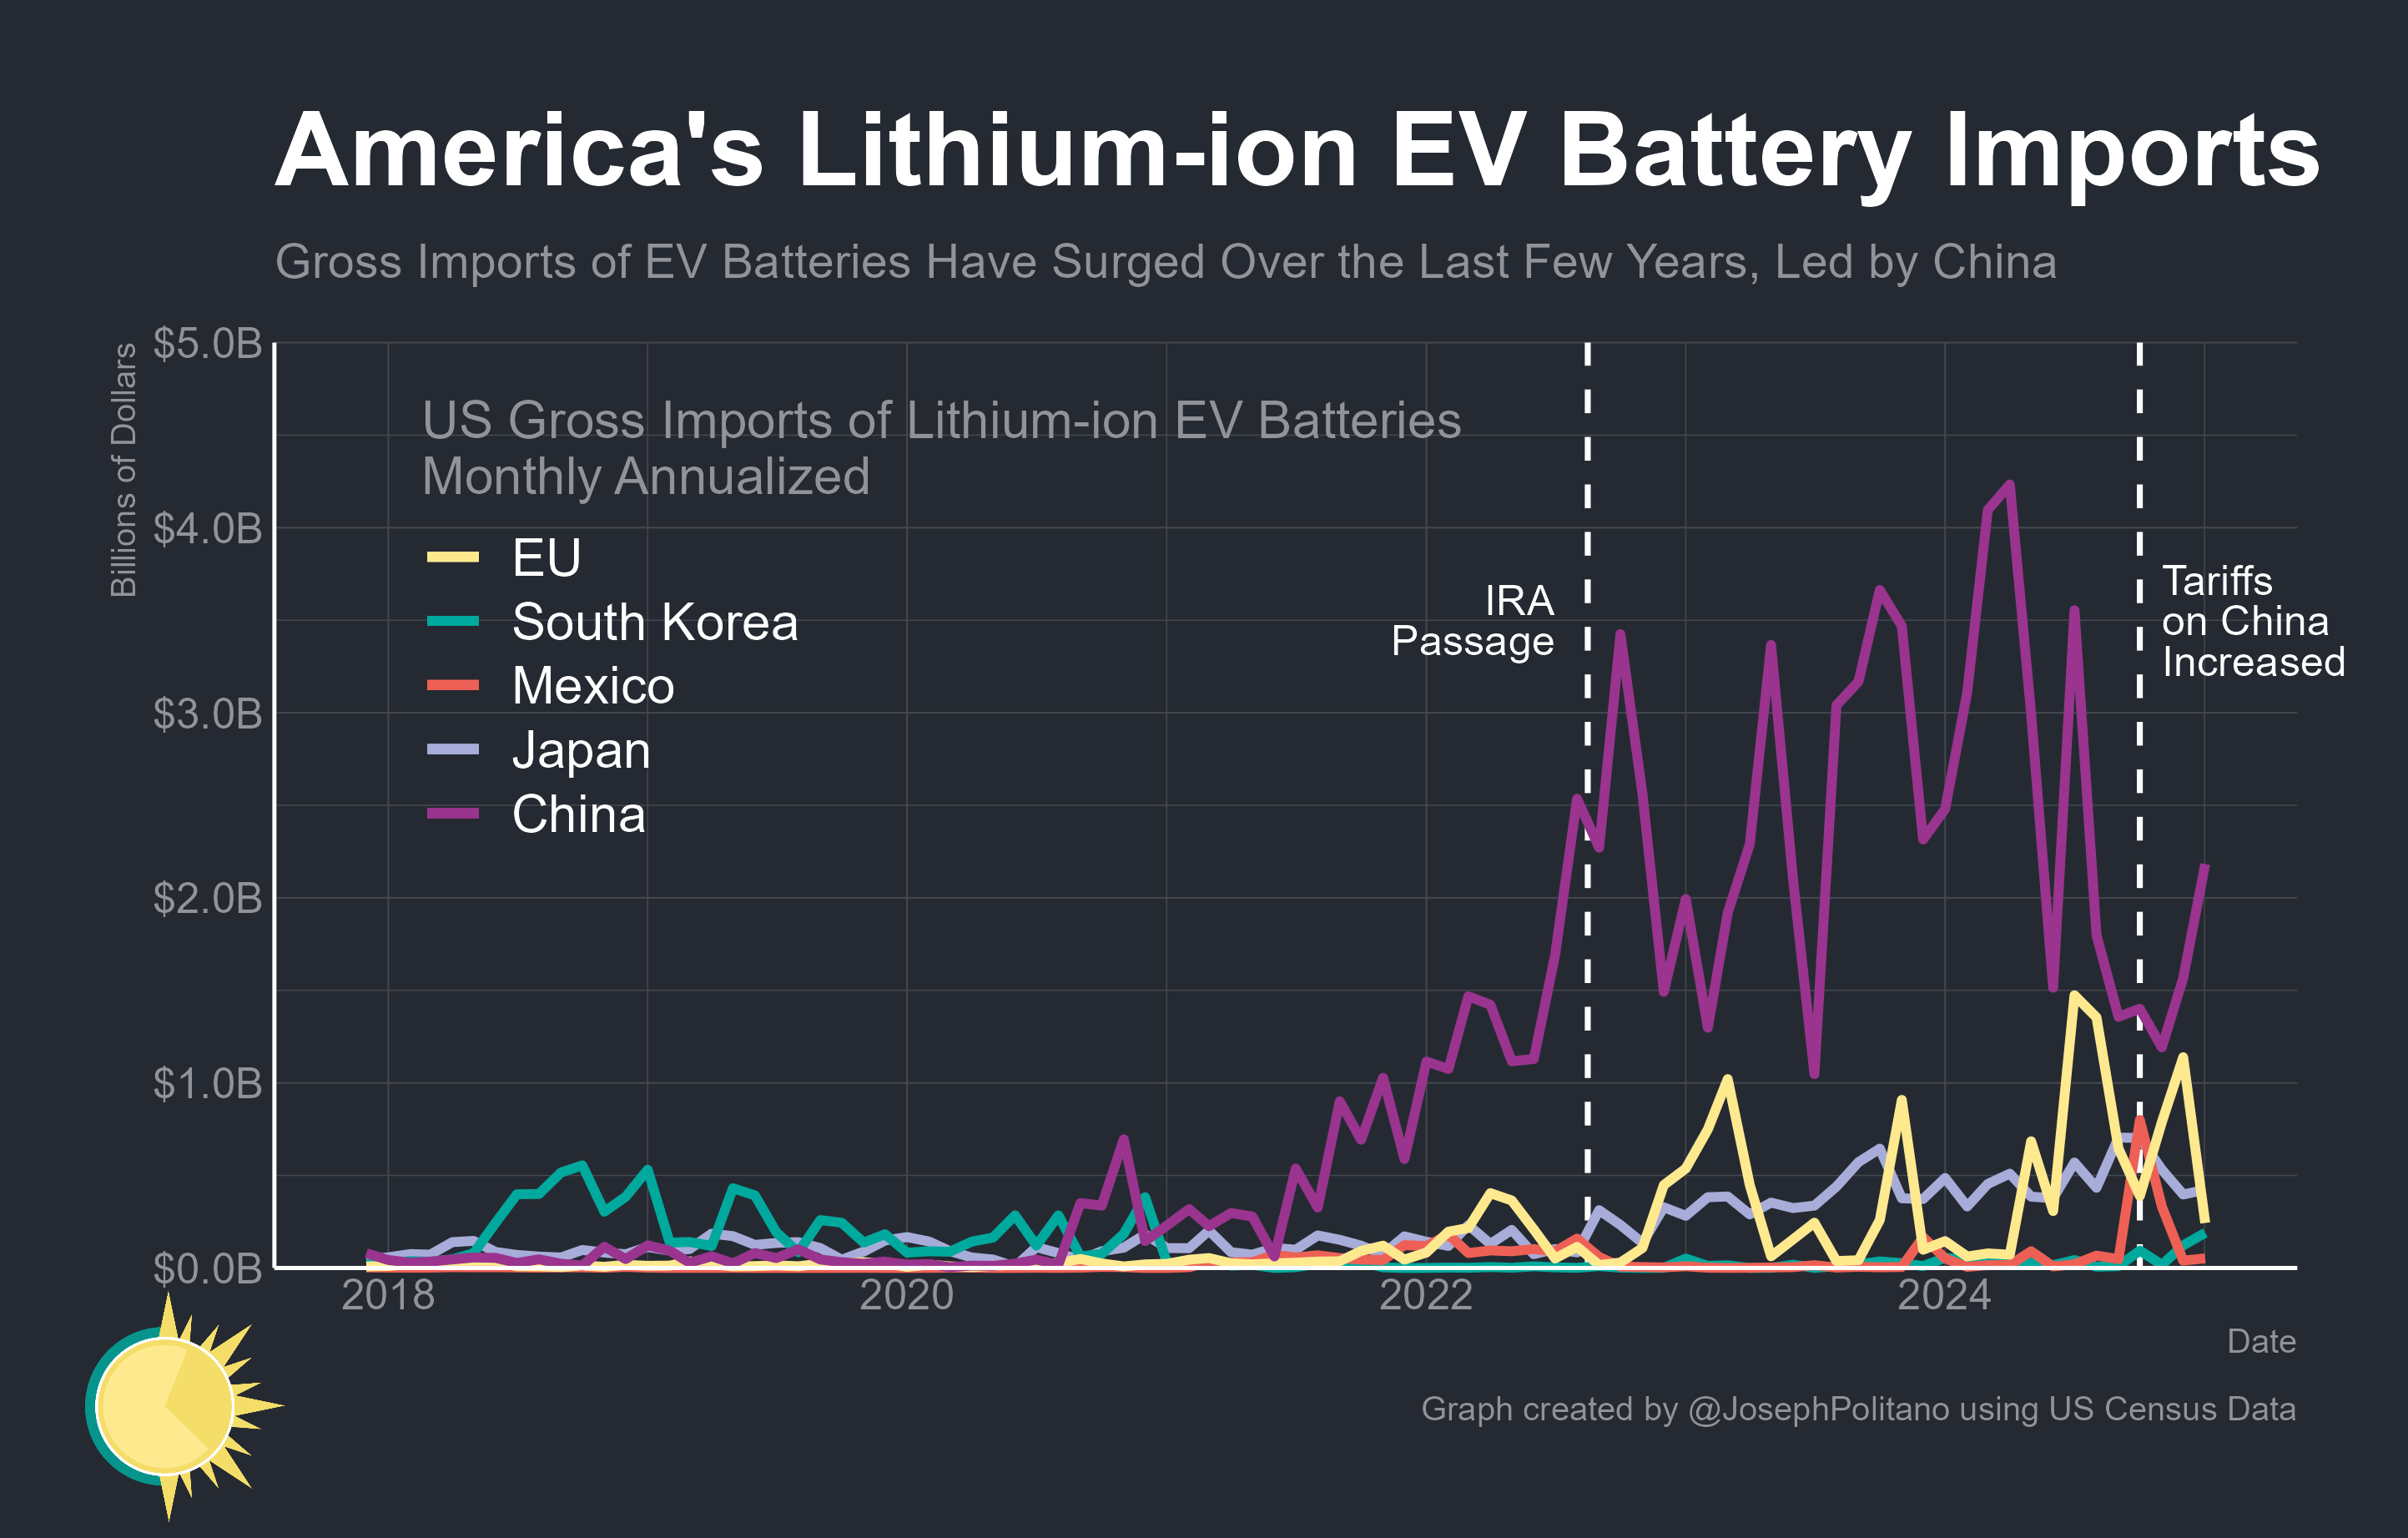 America's Lithium-ion EV Battery Imports
Gross Imports of EV Batteries Have Surged Over the Last Few Years, Led by China
Billions of Dollars
$5.0B
$4.0B
$3.0B
$2.0B
$1.0B
$0.0B
US Gross Imports of Lithium-ion EV Batteries
Monthly Annualized
EU
South Korea
Mexico
Japan
China
IRA
Passage
Tariffs
on China
Increased
2018
2020
2022
2024
Date
Graph created by @JosephPolitano using US Census Data